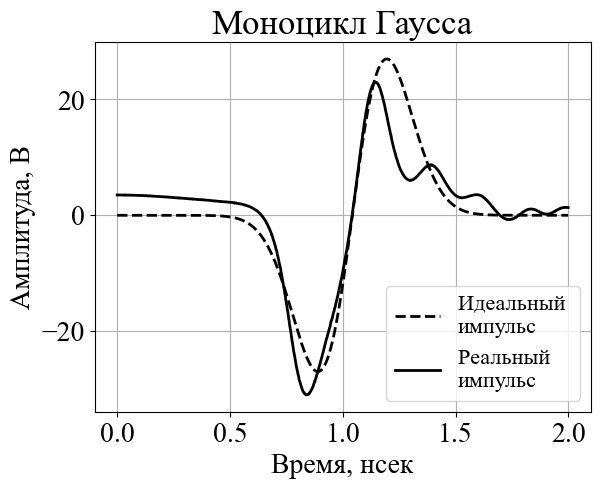 Моноцикл Гаусса
Амплитуда, В
20
0
−20
Идеальный
импульс
Реальный
импульс
0.0 0.5 1.0 1.5 2.0
Время, нсек